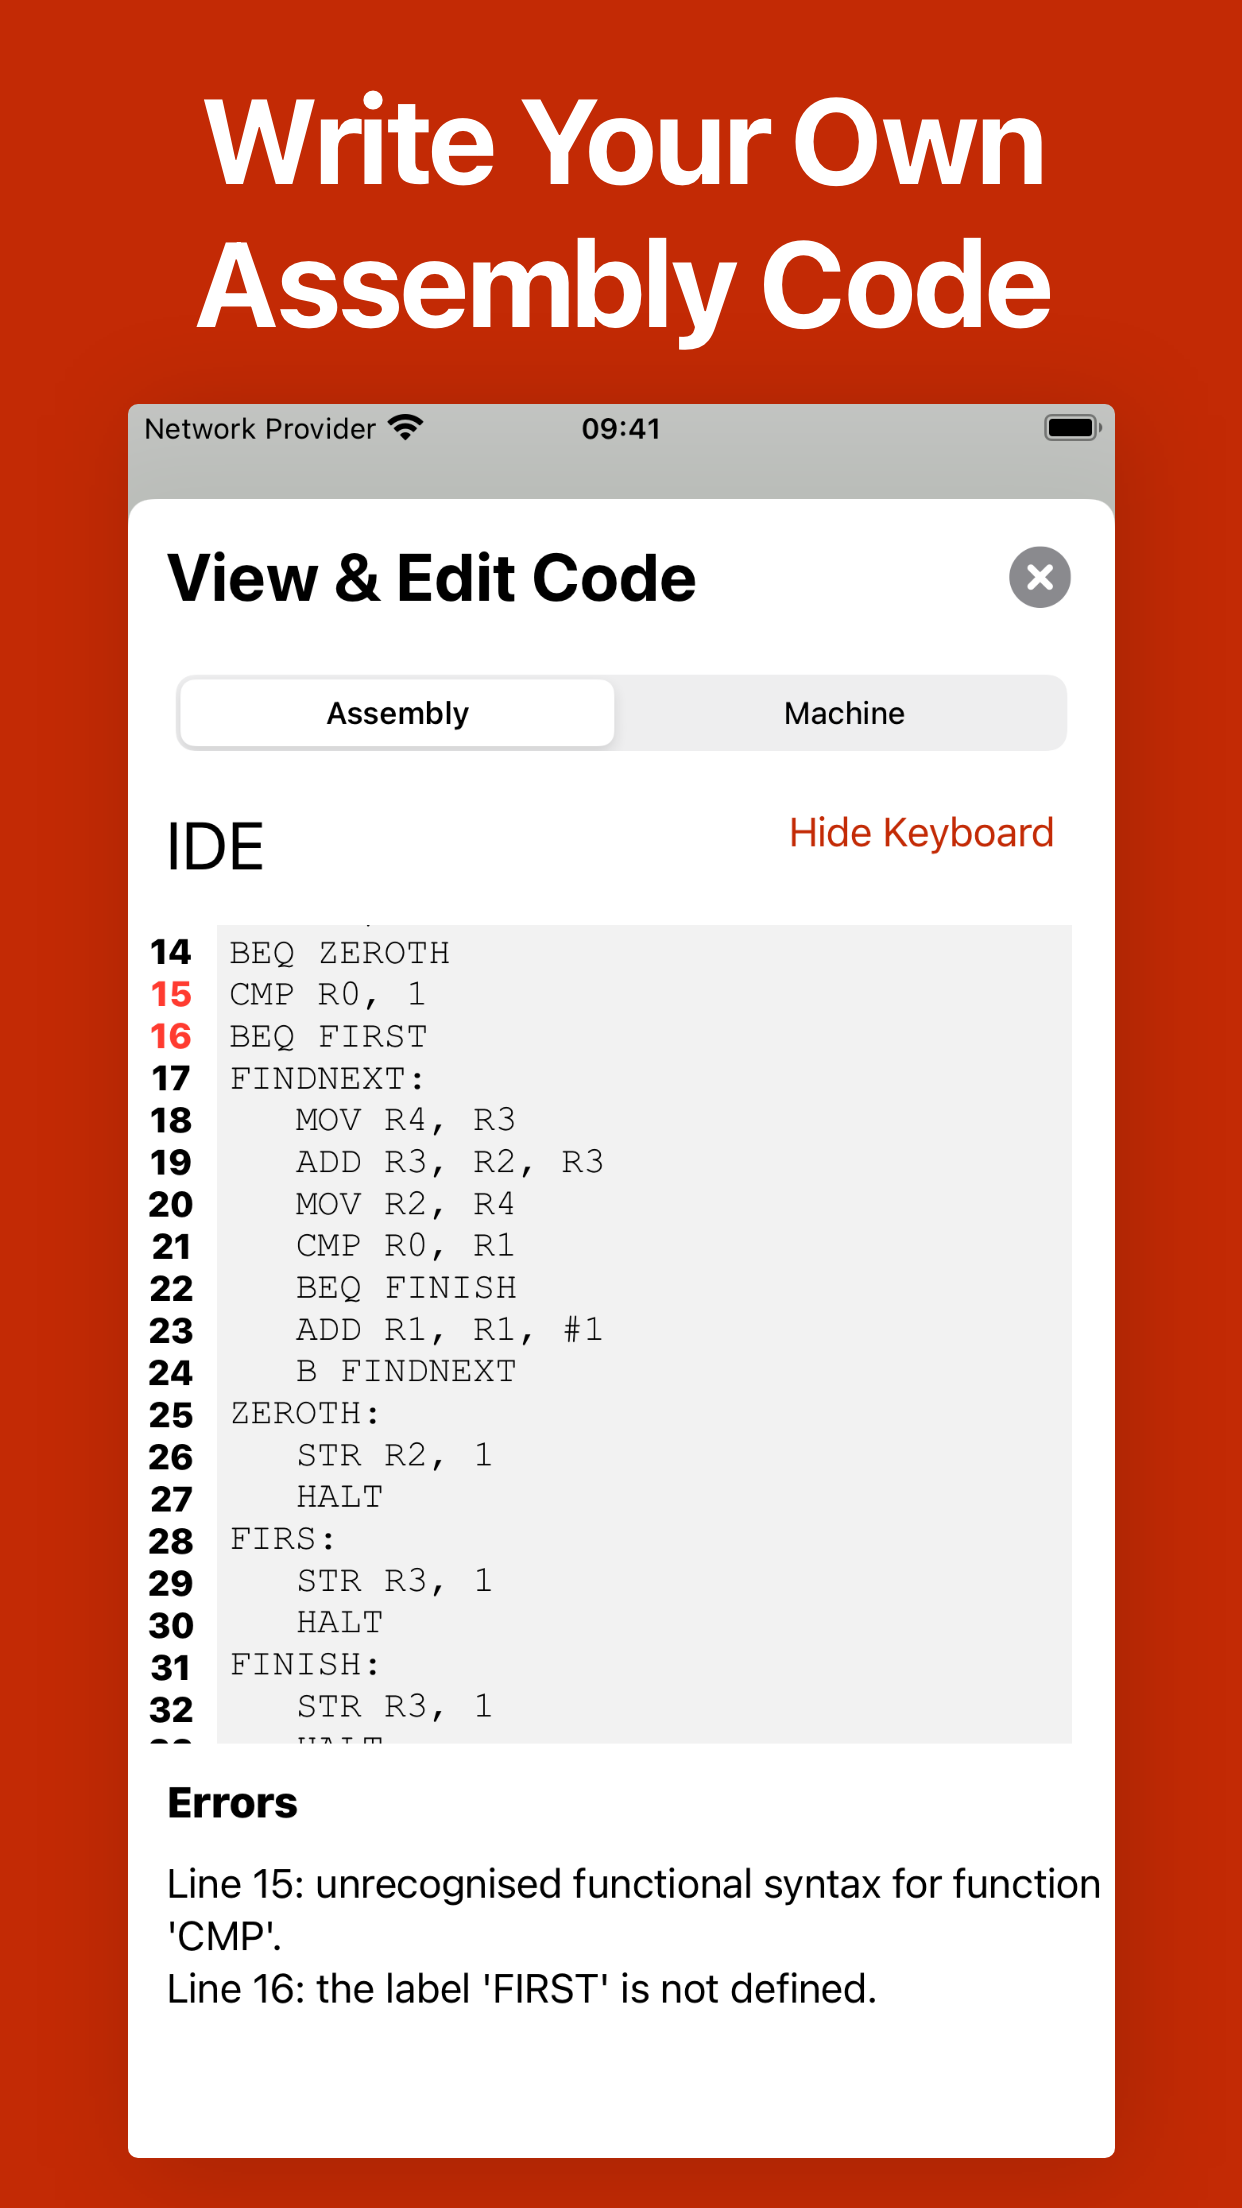 Write Your Own
Assembly Code
Network Provider 09:41
View & Edit Code
Assembly Machine
IDE Hide Keyboard
14 BEQ ZEROTH
15 CMP R0, 1
16 BEQ FIRST
17 FINDNEXT:
18 MOV R4, R3
19 ADD R3, R2, R3
20 MOV R2, R4
21 CMP R0, R1
22 BEQ FINISH
23 ADD R1, R1, #1
24 B FINDNEXT
25 ZEROTH:
26 STR R2, 1
27 HALT
28 FIRS:
29 STR R3, 1
30 HALT
31 FINISH:
32 STR R3, 1
Errors
Line 15: unrecognised functional syntax for function
'CMP'.
Line 16: the label 'FIRST' is not defined.